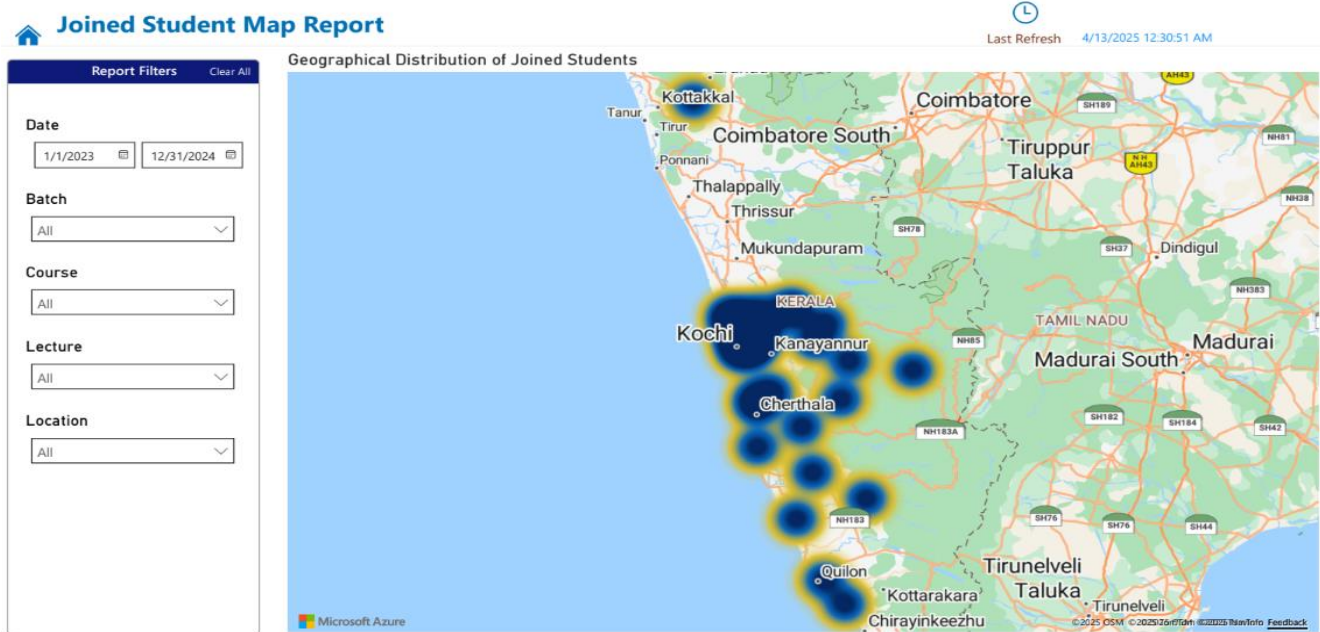 Joined Student Map Report
Last Refresh 4/13/2025 12:30:51 AM
Report Filters Clear All
Date
1/1/2023 12/31/2024
Batch
All
Course
All
Lecture
All
Location
All
Geographical Distribution of Joined Students
Kottakkal
Tanur
Tirur
Ponnani
Coimbatore
SH189
AH43
Coimbatore South
Tiruppur
Taluka
N H
AH43
NH81
NH38
Thalappally
Thrissur
SH78
Mukundapuram
SH37
Dindigul
NH383
KERALA
TAMIL NADU
Kochi
Kanayannur
NH85
Madurai
Madurai South
Cherthala
NH183A
SH182
SH184
SH42
NH183
SH76
SH76
SH44
Quilon
Kottarakara
Tirunelveli
Taluka
Tirunelveli
Chirayinkeezhu
Microsoft Azure
©2025 OSM Feedback